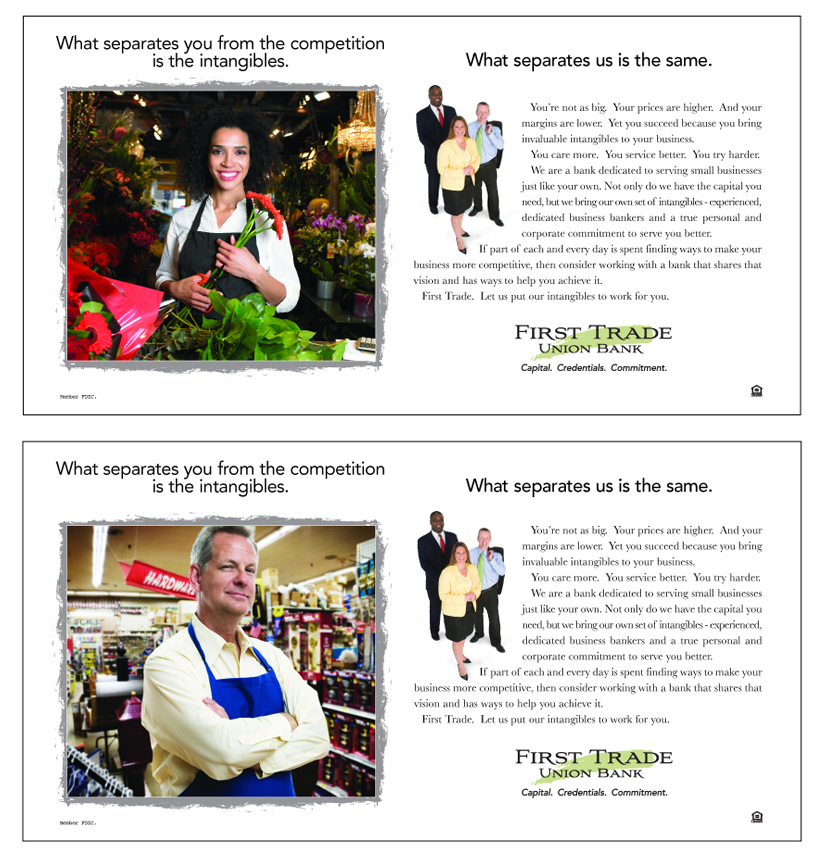 What separates you from the competition
is the intangibles.
What separates us is the same.
You're not as big. Your prices are higher. And your
margins are lower. Yet you succeed because you bring
invaluable intangibles to your business.
You care more. You service better. You try harder.
We are a bank dedicated to serving small businesses
just like your own. Not only do we have the capital you
need, but we bring our own set of intangibles - experienced,
dedicated business bankers and a true personal and
corporate commitment to serve you better.
If part of each and every day is spent finding ways to make your
business more competitive, then consider working with a bank that shares that
vision and has ways to help you achieve it.
First Trade. Let us put our intangibles to work for you.
FIRST TRADE
UNION BANK
Capital. Credentials. Commitment.
Member FDIC.
What separates you from the competition
is the intangibles.
HARDWARE
What separates us is the same.
You're not as big. Your prices are higher. And your
margins are lower. Yet you succeed because you bring
invaluable intangibles to your business.
You care more. You service better. You try harder.
We are a bank dedicated to serving small businesses
just like your own. Not only do we have the capital you
need, but we bring our own set of intangibles - experienced,
dedicated business bankers and a true personal and
corporate commitment to serve you better.
If part of each and every day is spent finding ways to make your
business more competitive, then consider working with a bank that shares that
vision and has ways to help you achieve it.
First Trade. Let us put our intangibles to work for you.
FIRST TRADE
UNION BANK
Capital. Credentials. Commitment.
Member FDIC.